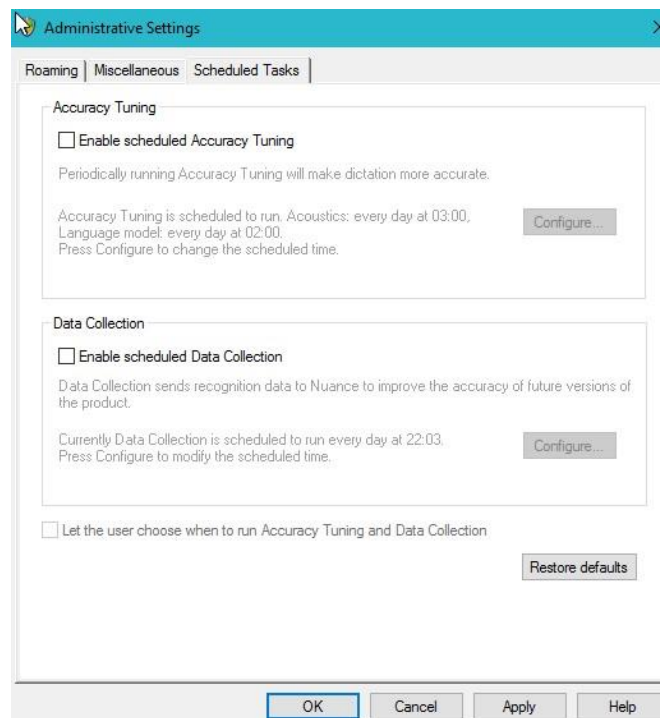 Administrative Settings
Roaming
Miscellaneous
Scheduled Tasks
Accuracy Tuning
Enable scheduled Accuracy Tuning
Periodically running Accuracy Tuning will make dictation more accurate.
Accuracy Tuning is scheduled to run. Acoustics: every day at 03:00,
Language model: every day at 02:00.
Press Configure to change the scheduled time.
Configure...
Data Collection
Enable scheduled Data Collection
Data Collection sends recognition data to Nuance to improve the accuracy of future versions of
the product.
Currently Data Collection is scheduled to run every day at 22:03.
Press Configure to modify the scheduled time.
Configure...
Let the user choose when to run Accuracy Tuning and Data Collection
Restore defaults
OK
Cancel
Apply
Help